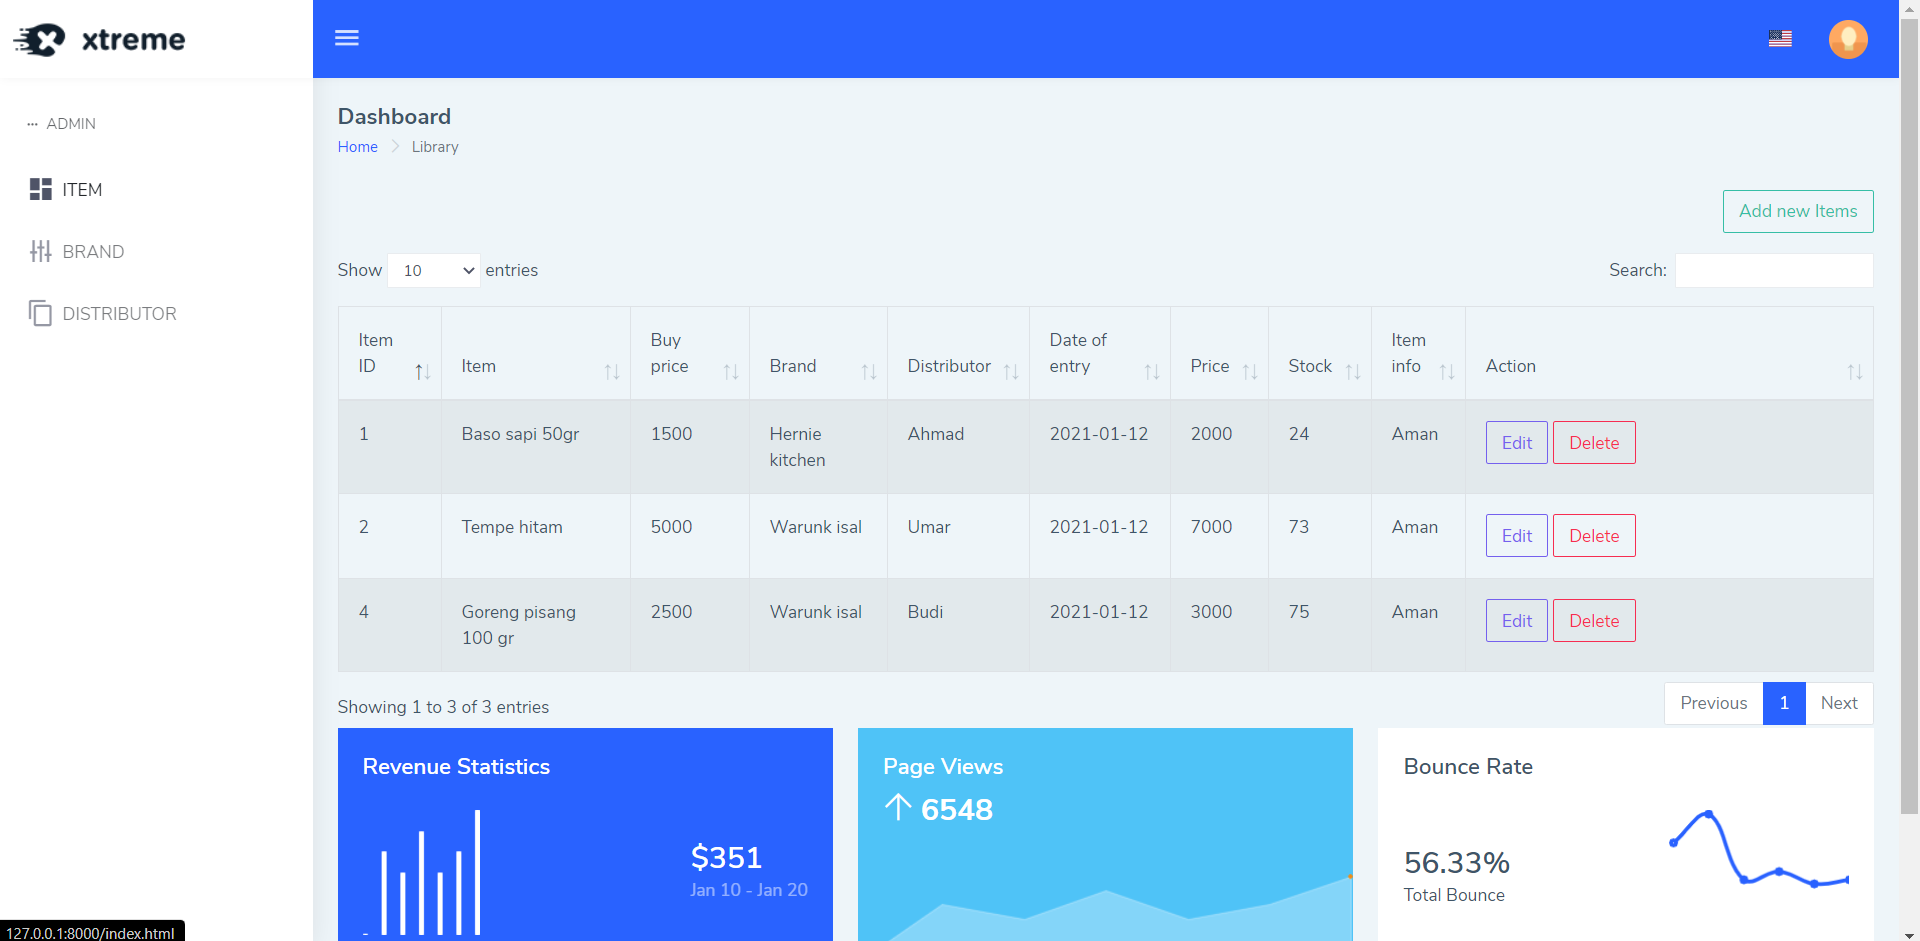 xtreme
ADMIN
ITEM
BRAND
DISTRIBUTOR
Dashboard
Home Library
Add new Items
Show 10 entries Search:
Item ID Item Buy price Brand Distributor Date of entry Price Stock Item info Action
1 Baso sapi 50gr 1500 Hernie kitchen Ahmad 2021-01-12 2000 24 Aman Edit Delete
2 Tempe hitam 5000 Warunk isal Umar 2021-01-12 7000 73 Aman Edit Delete
4 Goreng pisang 100 gr 2500 Warunk isal Budi 2021-01-12 3000 75 Aman Edit Delete
Showing 1 to 3 of 3 entries Previous 1 Next
Revenue Statistics
$351
Jan 10 - Jan 20
Page Views
6548
Bounce Rate
56.33%
Total Bounce
127.0.0.1:8000/index.html